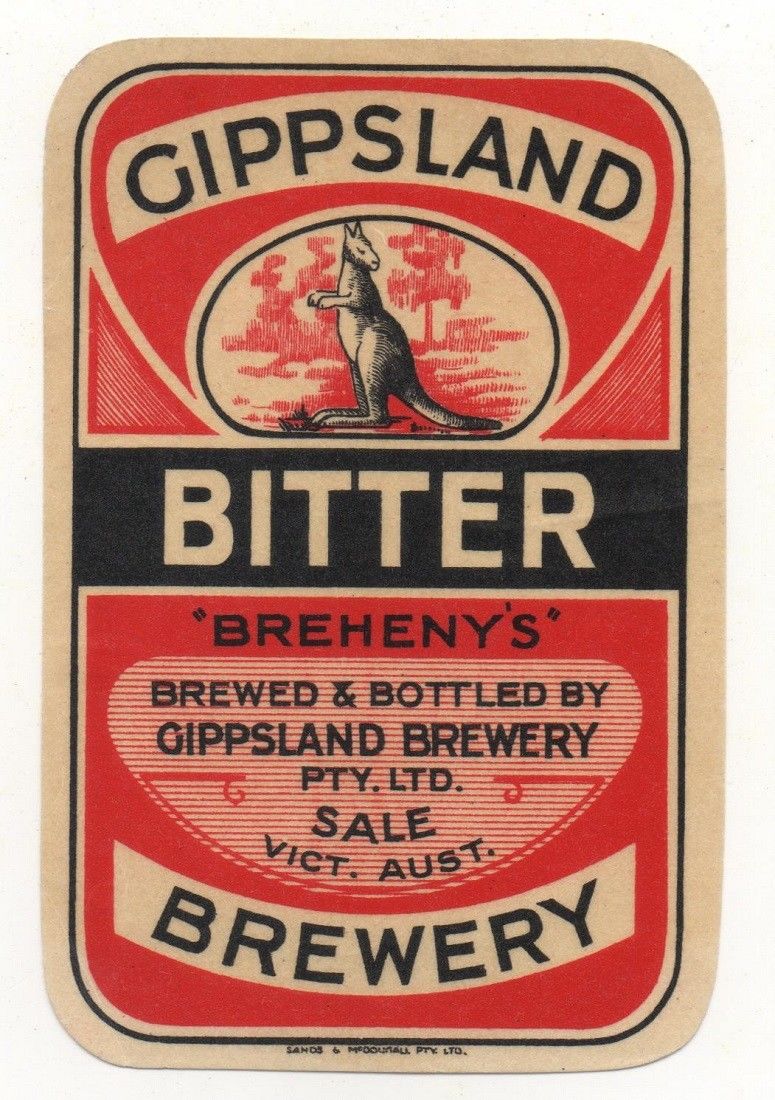 GIPPSLAND
BITTER
"BREHENY'S"
BREWED & BOTTLED BY
GIPPSLAND BREWERY
PTY. LTD.
SALE
VICT. AUST.
BREWERY
SANDS & McDOUGALL PTY. LTD.